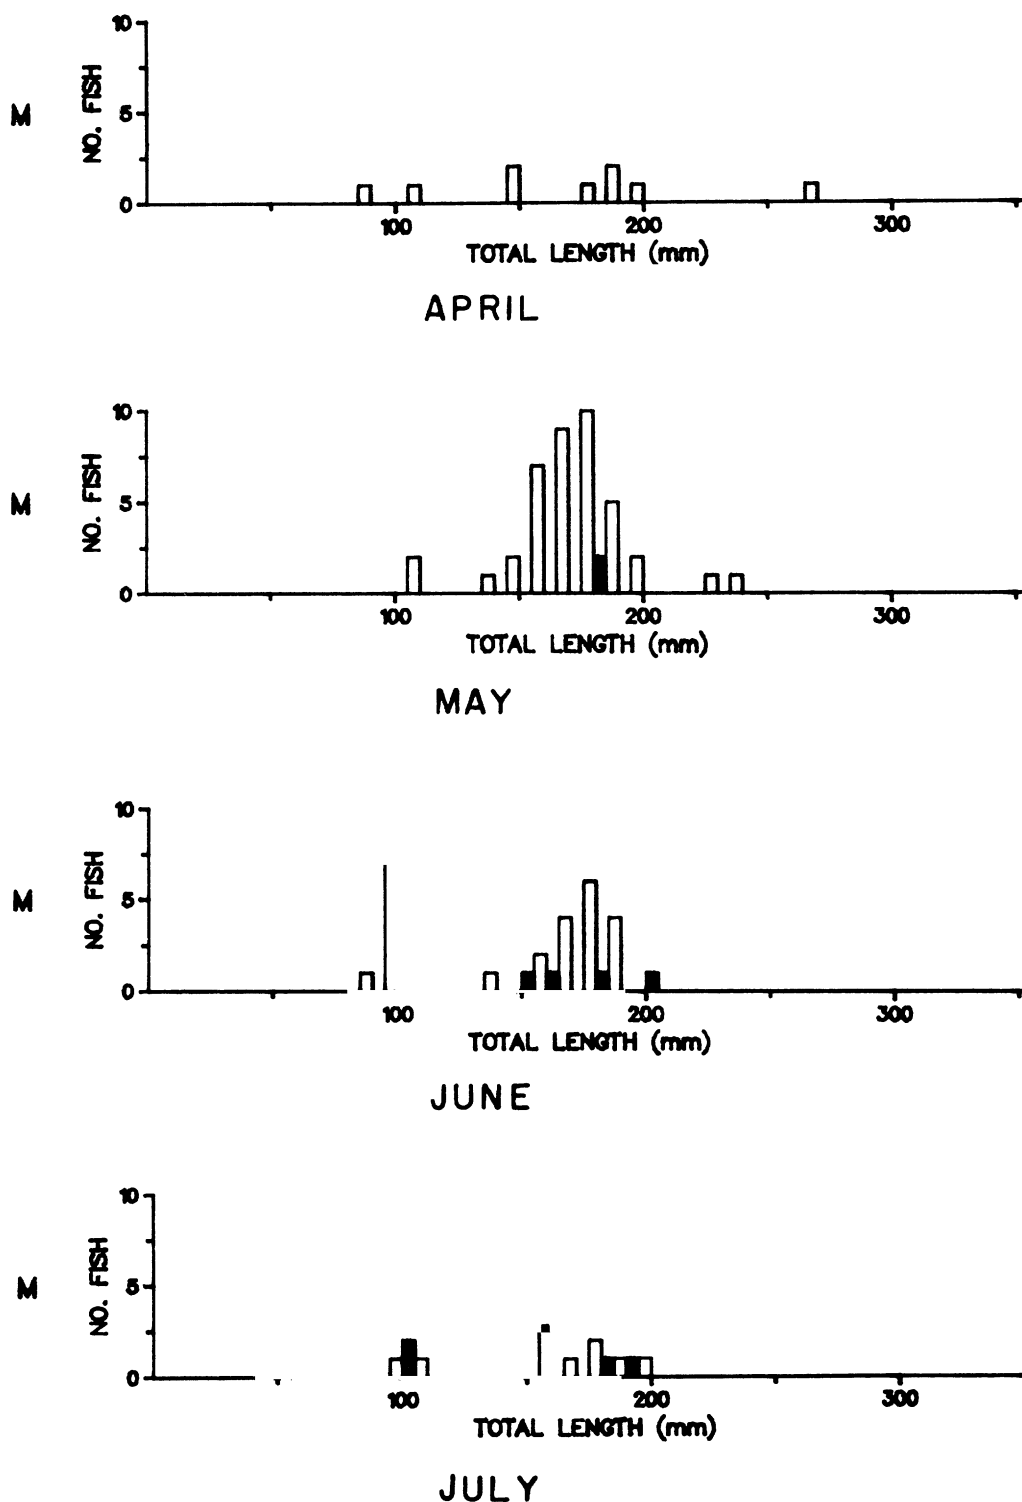 10
M
NO. FISH
5
0
100 200 300
TOTAL LENGTH (mm)
APRIL
10
M
NO. FISH
5
0
100 200 300
TOTAL LENGTH (mm)
MAY
10
M
NO. FISH
5
0
100 200 300
TOTAL LENGTH (mm)
JUNE
10
M
NO. FISH
5
0
100 200 300
TOTAL LENGTH (mm)
JULY